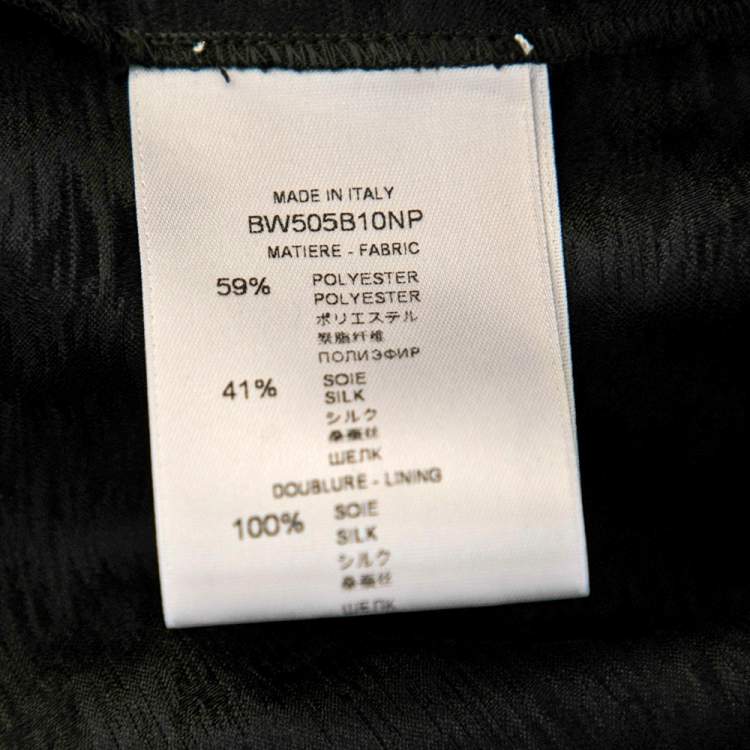 MADE IN ITALY
BW505B10NP
MATIERE - FABRIC
59% POLYESTER
POLYESTER
ポリエステル
聚脂纤维
ПОЛИЭФИР
41% SOIE
SILK
シルク
桑蚕丝
ШЕЛК
DOUBLURE - LINING
100% SOIE
SILK
シルク
桑蚕丝
ШЕЛК